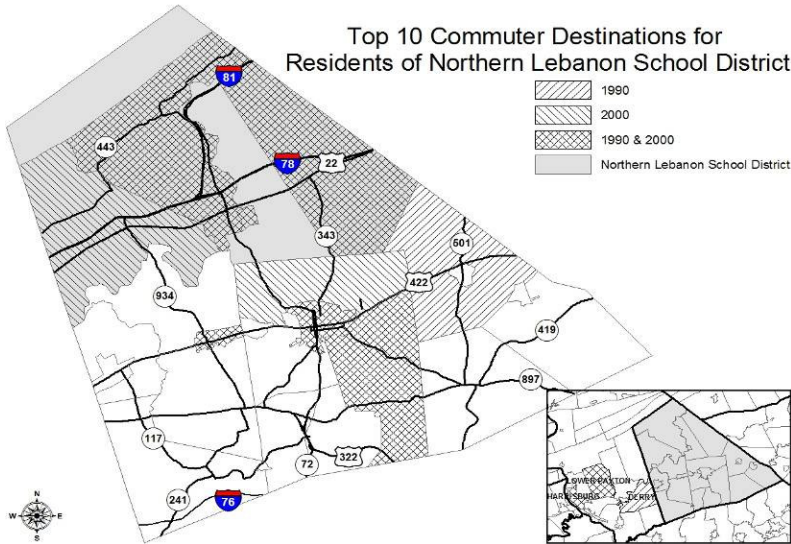 Top 10 Commuter Destinations for
Residents of Northern Lebanon School District
1990
2000
1990 & 2000
Northern Lebanon School District
81
443
78
22
343
501
422
934
419
897
117
322
72
241
76
N
W
E
S
LOWER PAXTON
HARRISBURG
DERRY